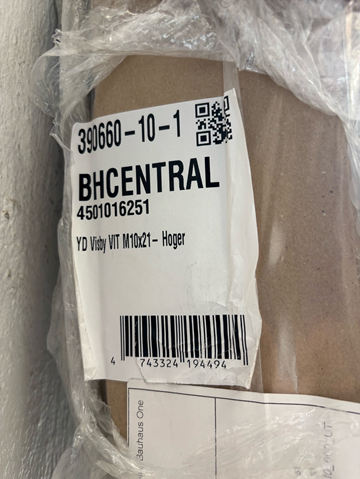 390660-10-1
BHCENTRAL
4501016251
YD Visby VIT M10x21- Hoger
4 743324 194494
Bauhaus One